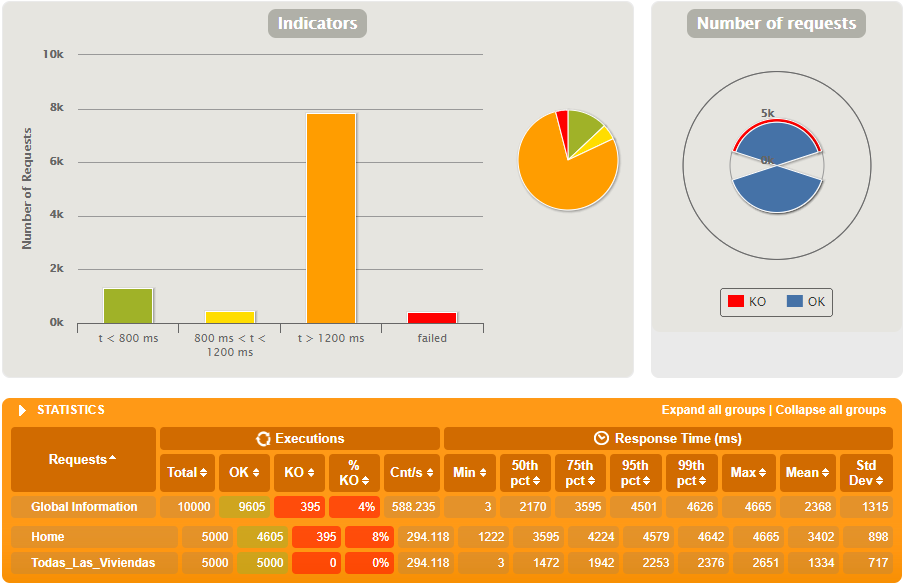 Indicators
Number of Requests
10k
8k
6k
4k
2k
0k
t < 800 ms
800 ms < t <
1200 ms
t > 1200 ms
failed
Number of requests
5k
0k
KO
OK
STATISTICS
Expand all groups | Collapse all groups
Requests
Executions
Response Time (ms)
Total OK KO % KO Cnt/s Min 50th pct 75th pct 95th pct 99th pct Max Mean Std Dev
Global Information 10000 9605 395 4% 588.235 3 2170 3595 4501 4626 4665 2368 1315
Home 5000 4605 395 8% 294.118 1222 3595 4224 4579 4642 4665 3402 898
Todas_Las_Viviendas 5000 5000 0 0% 294.118 3 1472 1942 2253 2376 2651 1334 717